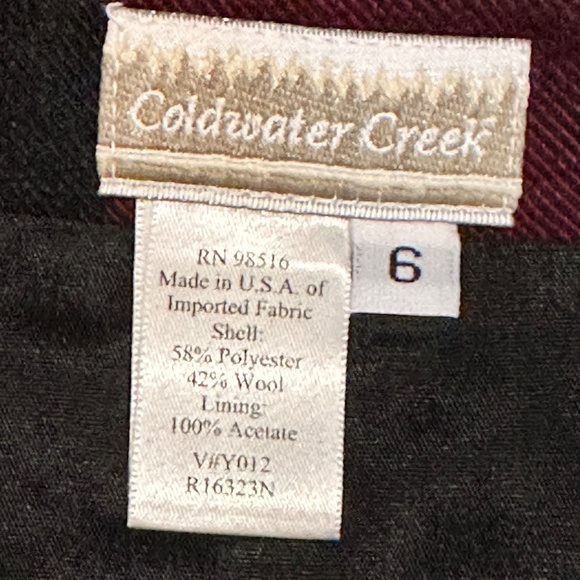 Coldwater Creek
6
RN 98516
Made in U.S.A. of
Imported Fabric
Shell:
58% Polyester
42% Wool
Lining:
100% Acetate
V#Y012
R16323N